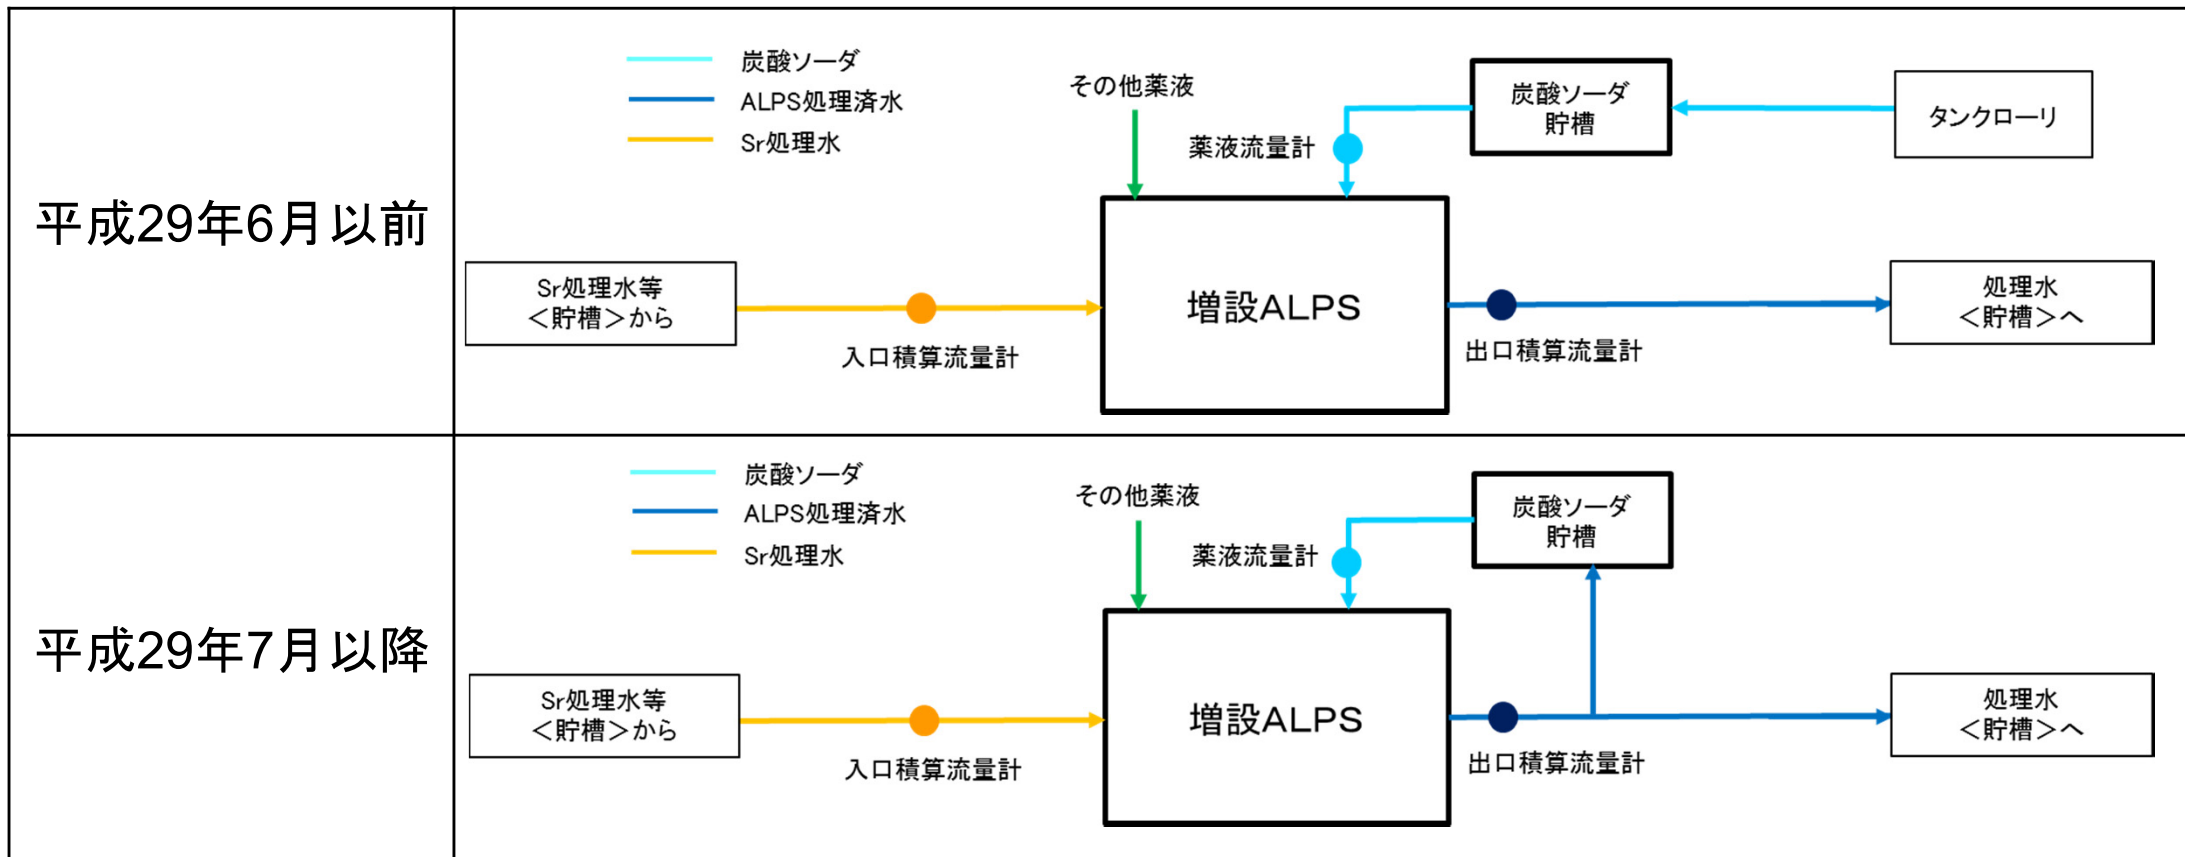 平成29年6月以前
炭酸ソーダ
ALPS処理済水
Sr処理水
その他薬液
薬液流量計
炭酸ソーダ
貯槽
タンクローリ
Sr処理水等
＜貯槽＞から
入口積算流量計
増設ALPS
出口積算流量計
処理水
＜貯槽＞へ
平成29年7月以降
炭酸ソーダ
ALPS処理済水
Sr処理水
その他薬液
薬液流量計
炭酸ソーダ
貯槽
Sr処理水等
＜貯槽＞から
入口積算流量計
増設ALPS
出口積算流量計
処理水
＜貯槽＞へ